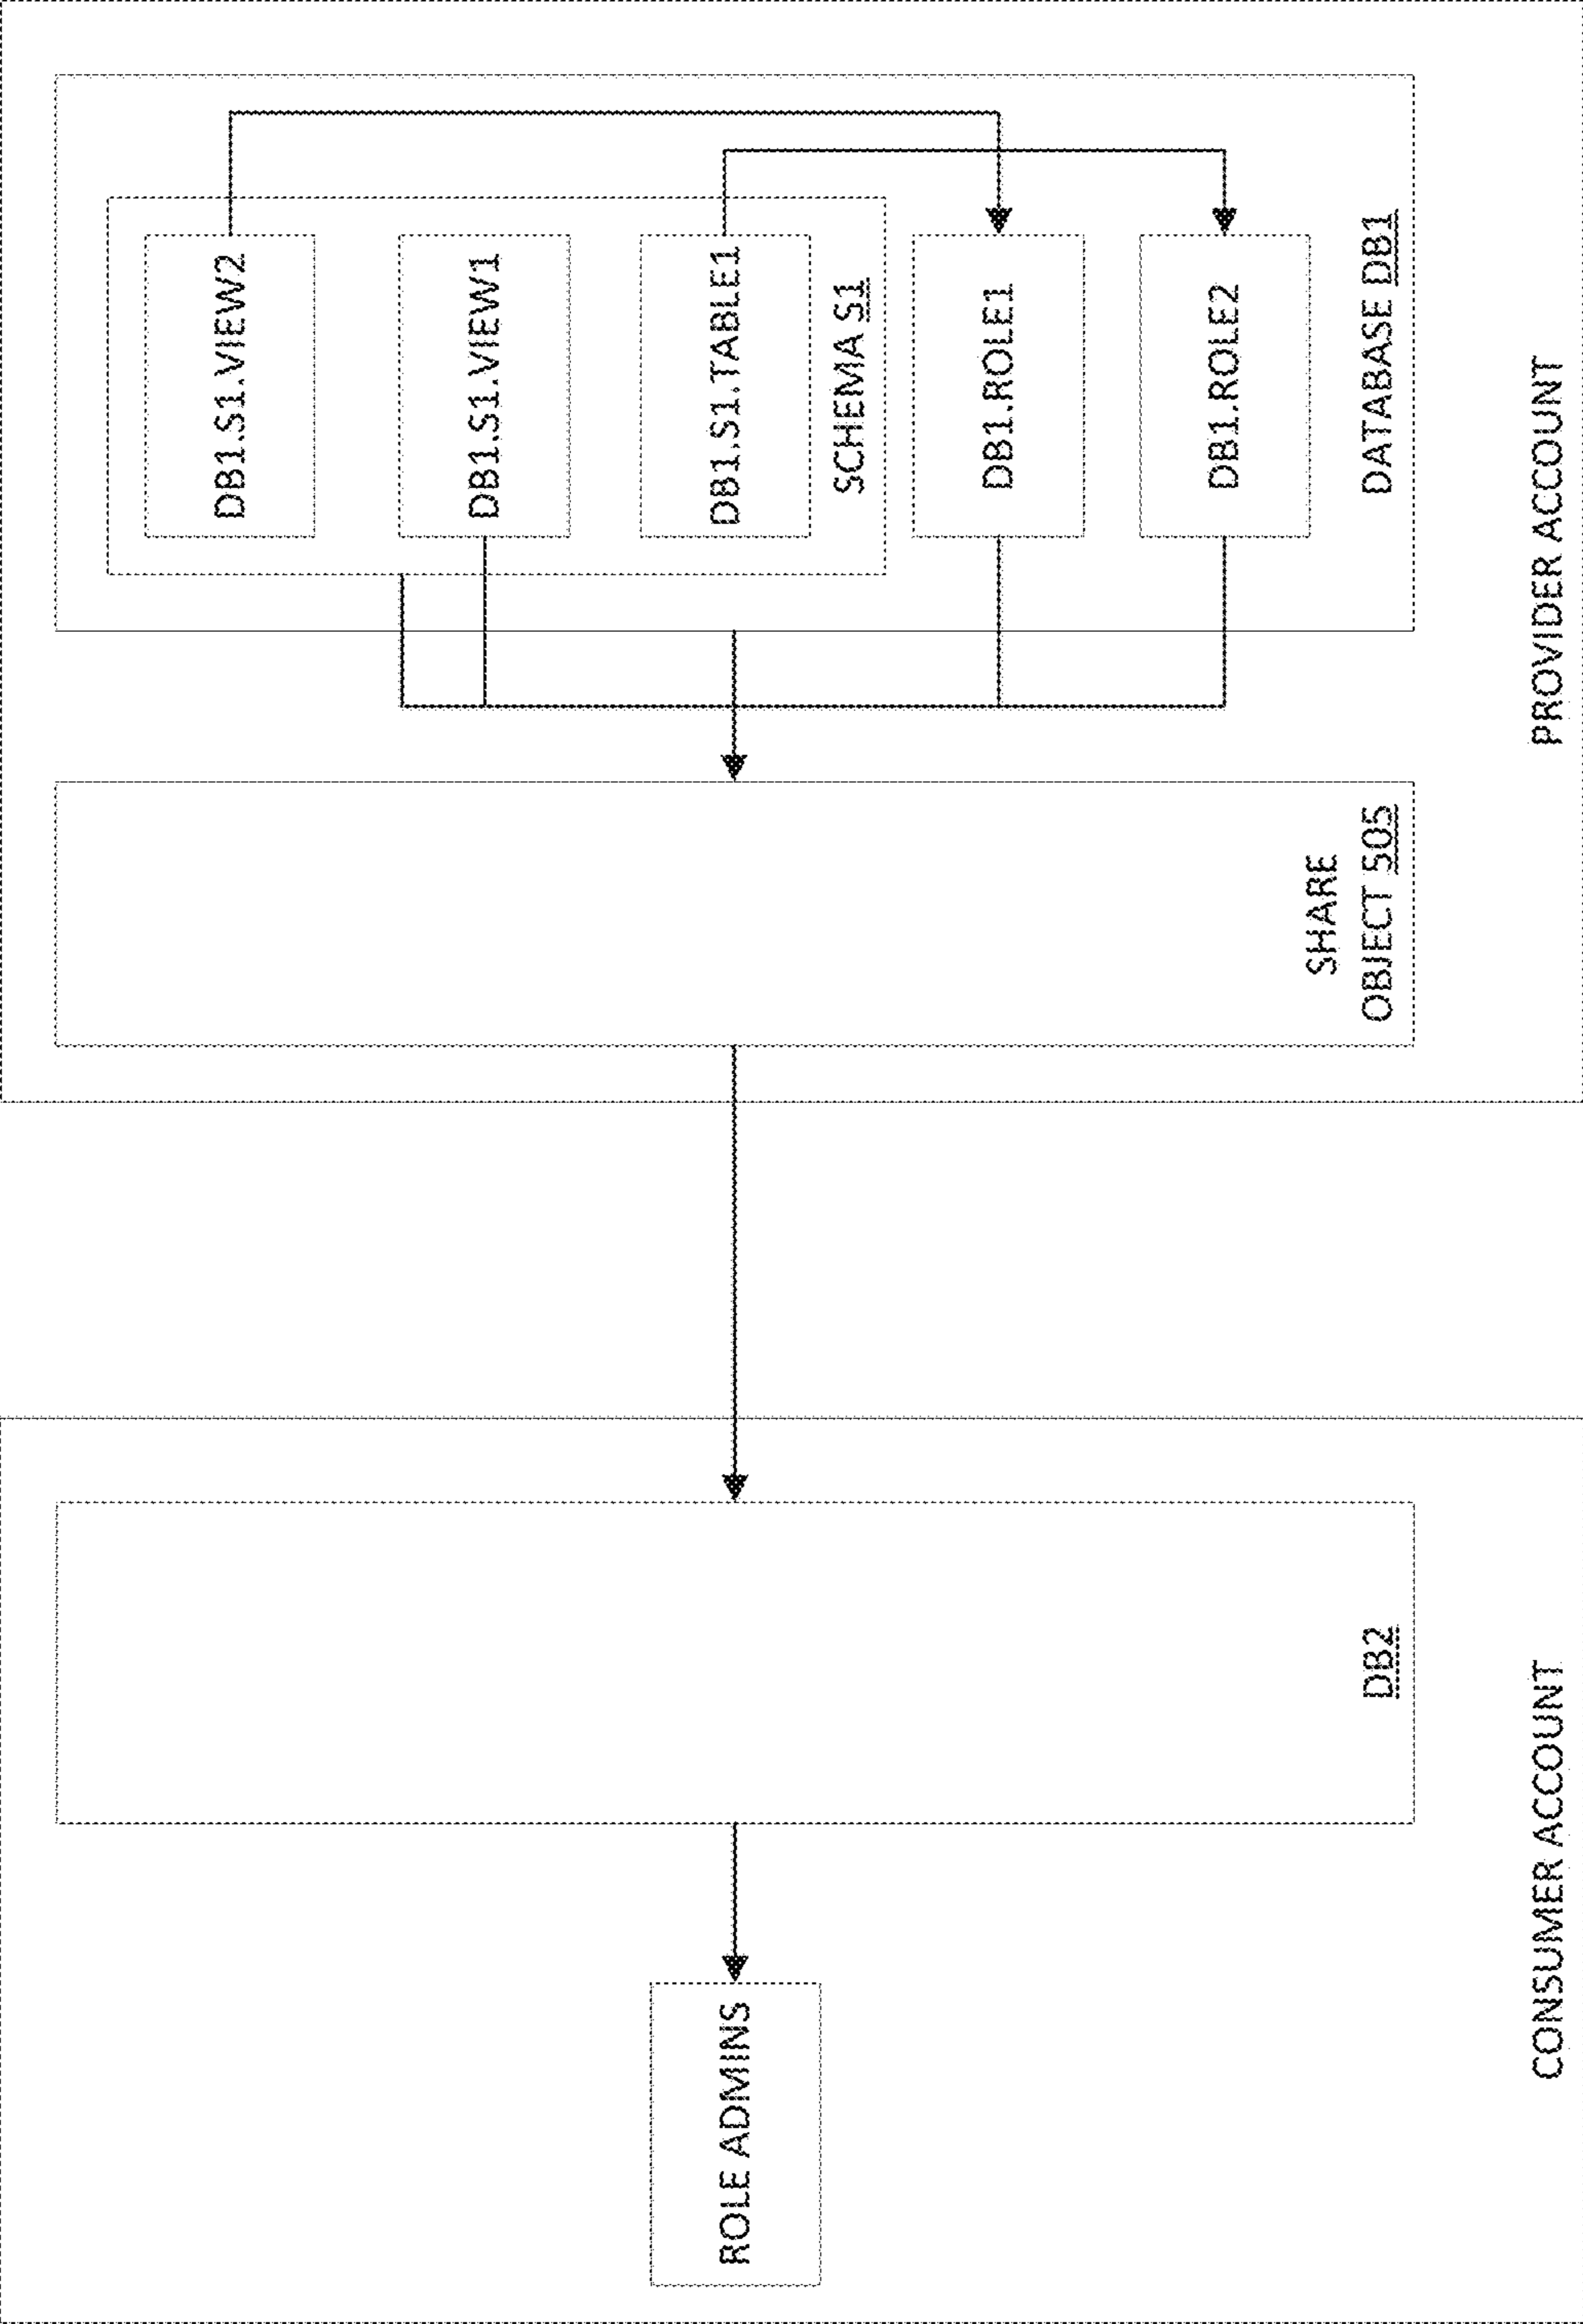 DB1.S1.VIEW2
DB1.S1.VIEW1
DB1.S1.TABLE1
SCHEMA S1
DB1.ROLE1
DB1.ROLE2
DATABASE DB1
PROVIDER ACCOUNT
SHARE
OBJECT 505
DB2
ROLE ADMINS
CONSUMER ACCOUNT